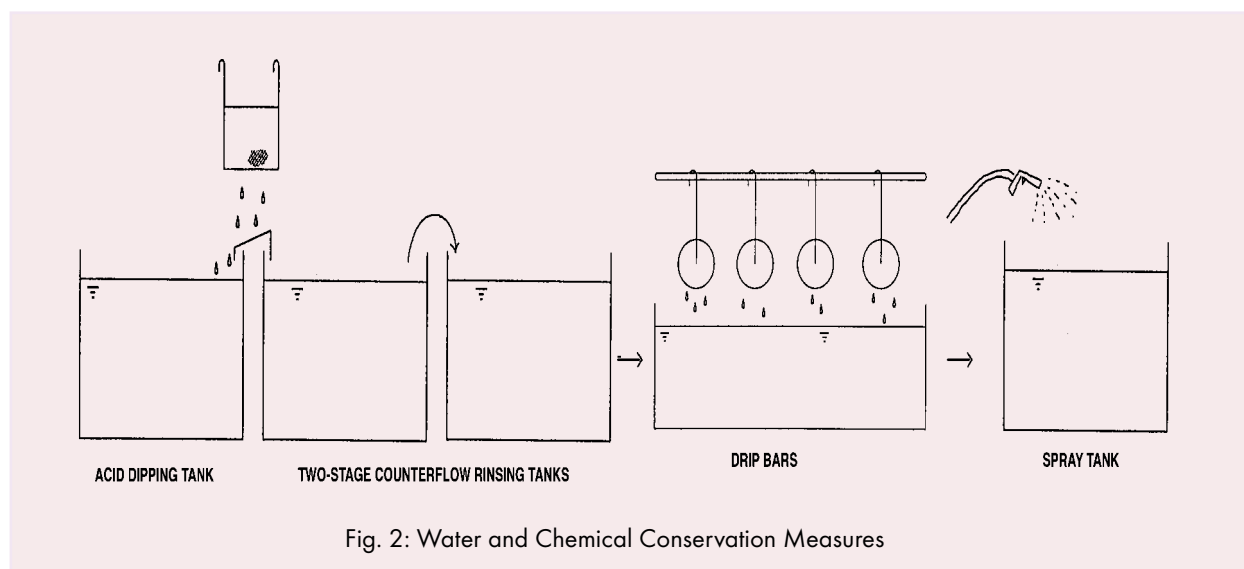 ACID DIPPING TANK
TWO-STAGE COUNTERFLOW RINSING TANKS
DRIP BARS
SPRAY TANK
Fig. 2: Water and Chemical Conservation Measures